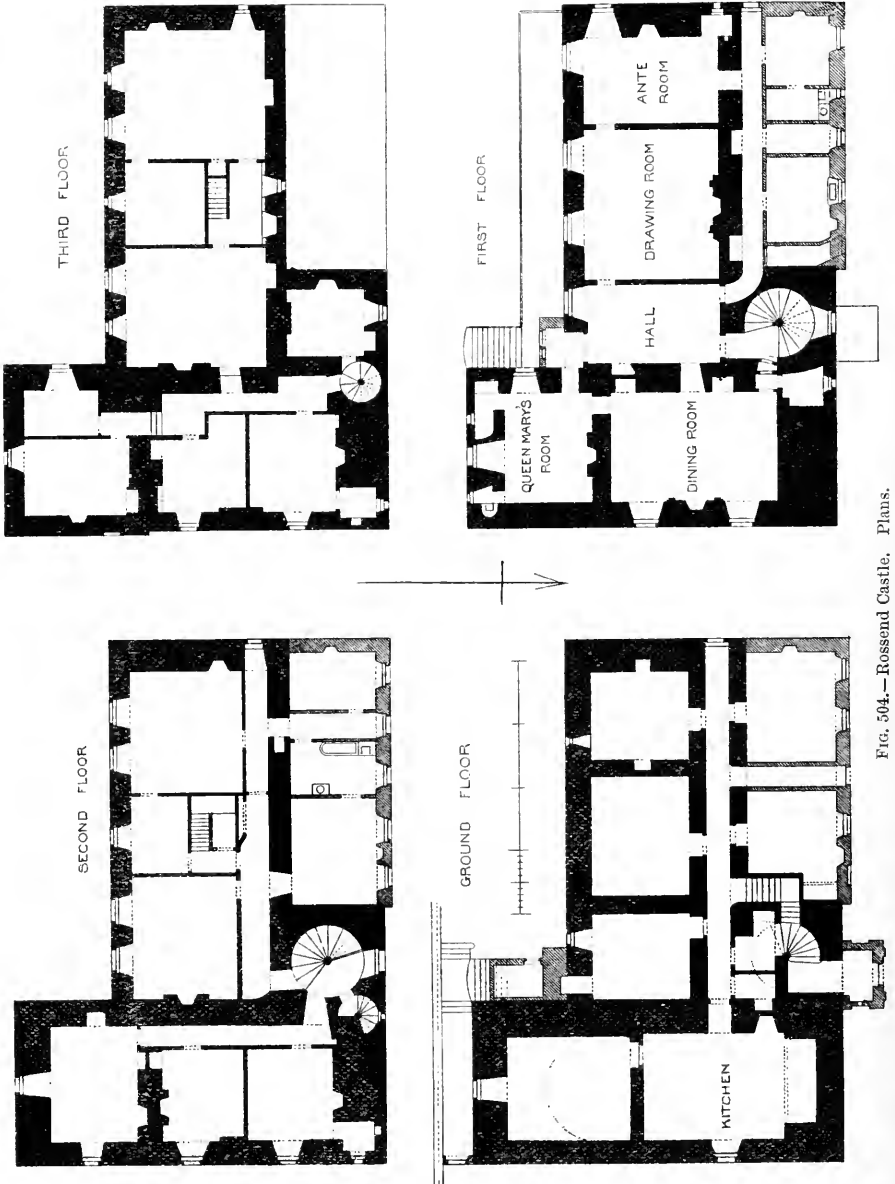 THIRD FLOOR
FIRST FLOOR
ANTE
ROOM
DRAWING ROOM
HALL
QUEEN MARY'S
ROOM
DINING ROOM
SECOND FLOOR
GROUND FLOOR
KITCHEN
FIG. 504.—Rossend Castle. Plans.